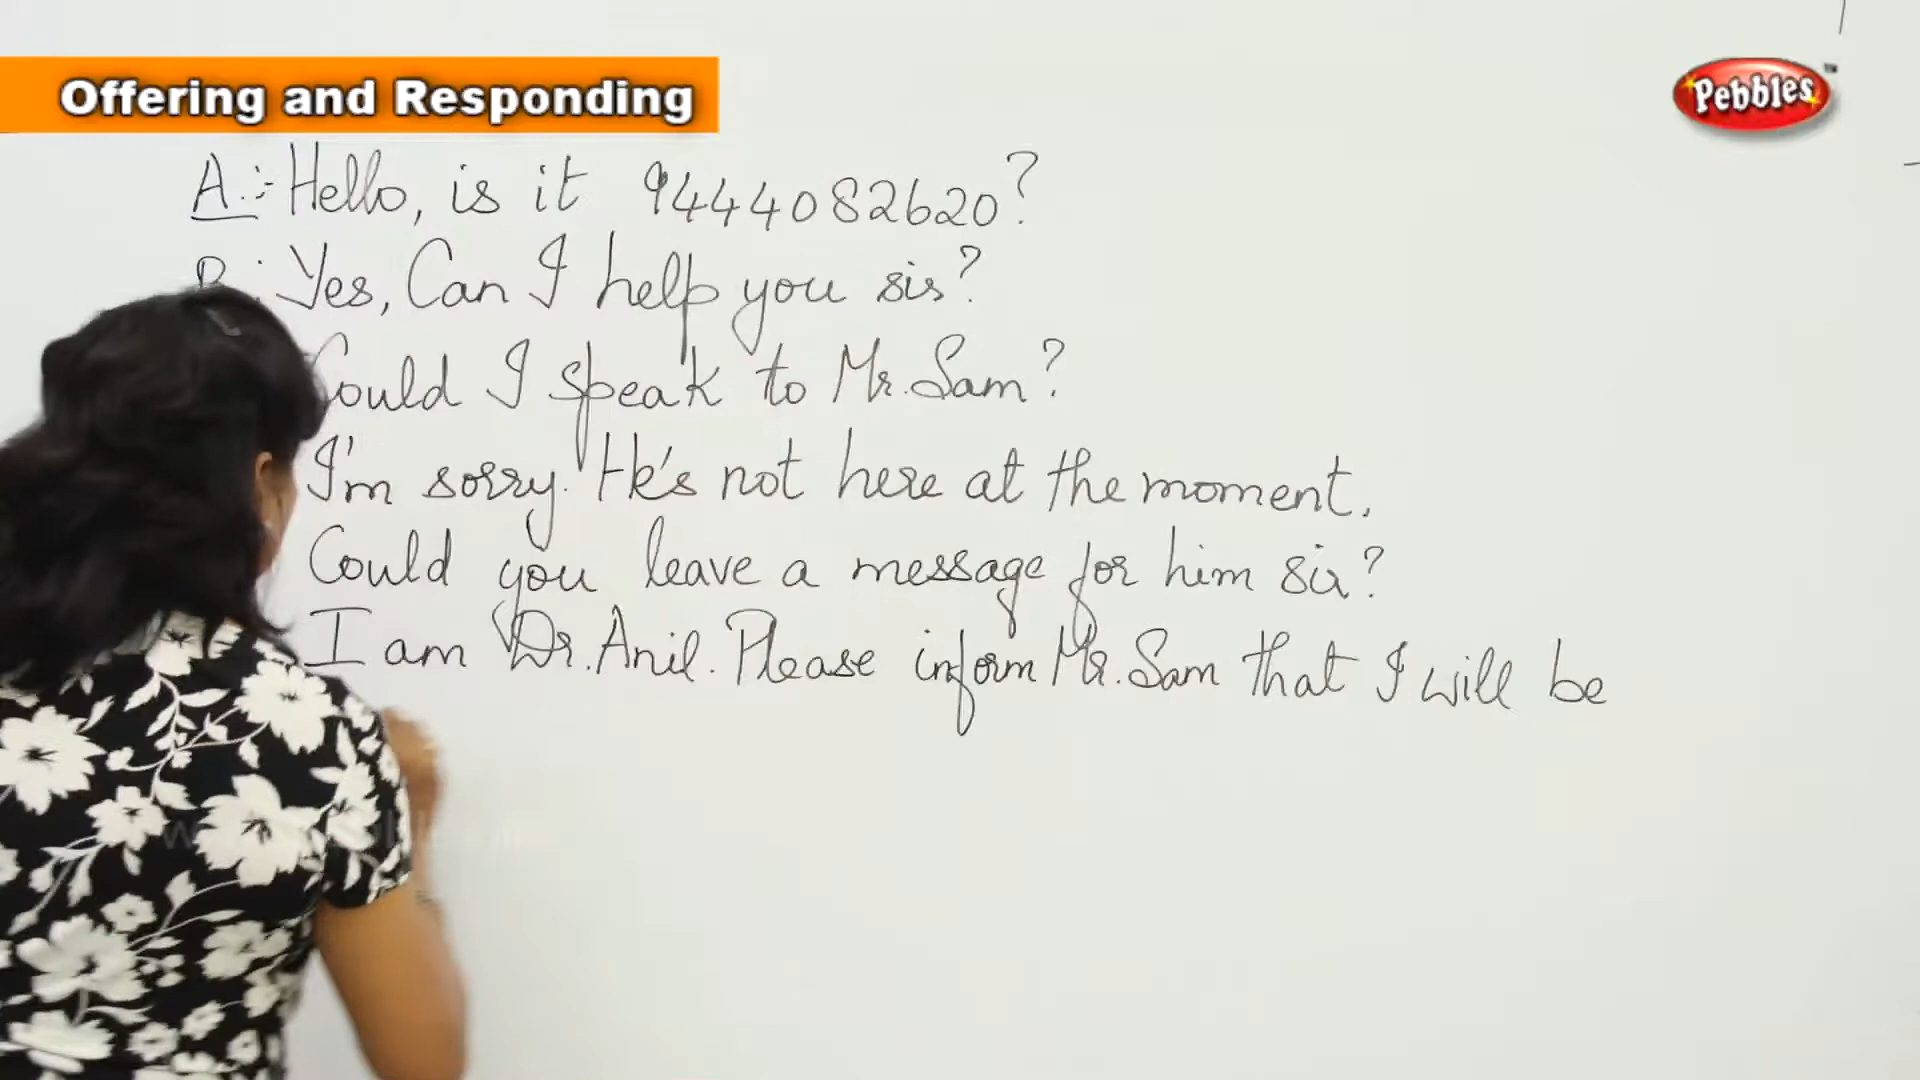 Offering and Responding
Pebbles™
A:- Hello, is it 9444082620?
B: Yes, Can I help you sir?
Could I speak to Mr. Sam?
I'm sorry. He's not here at the moment.
Could you leave a message for him sir?
I am Dr. Anil. Please inform Mr. Sam that I will be